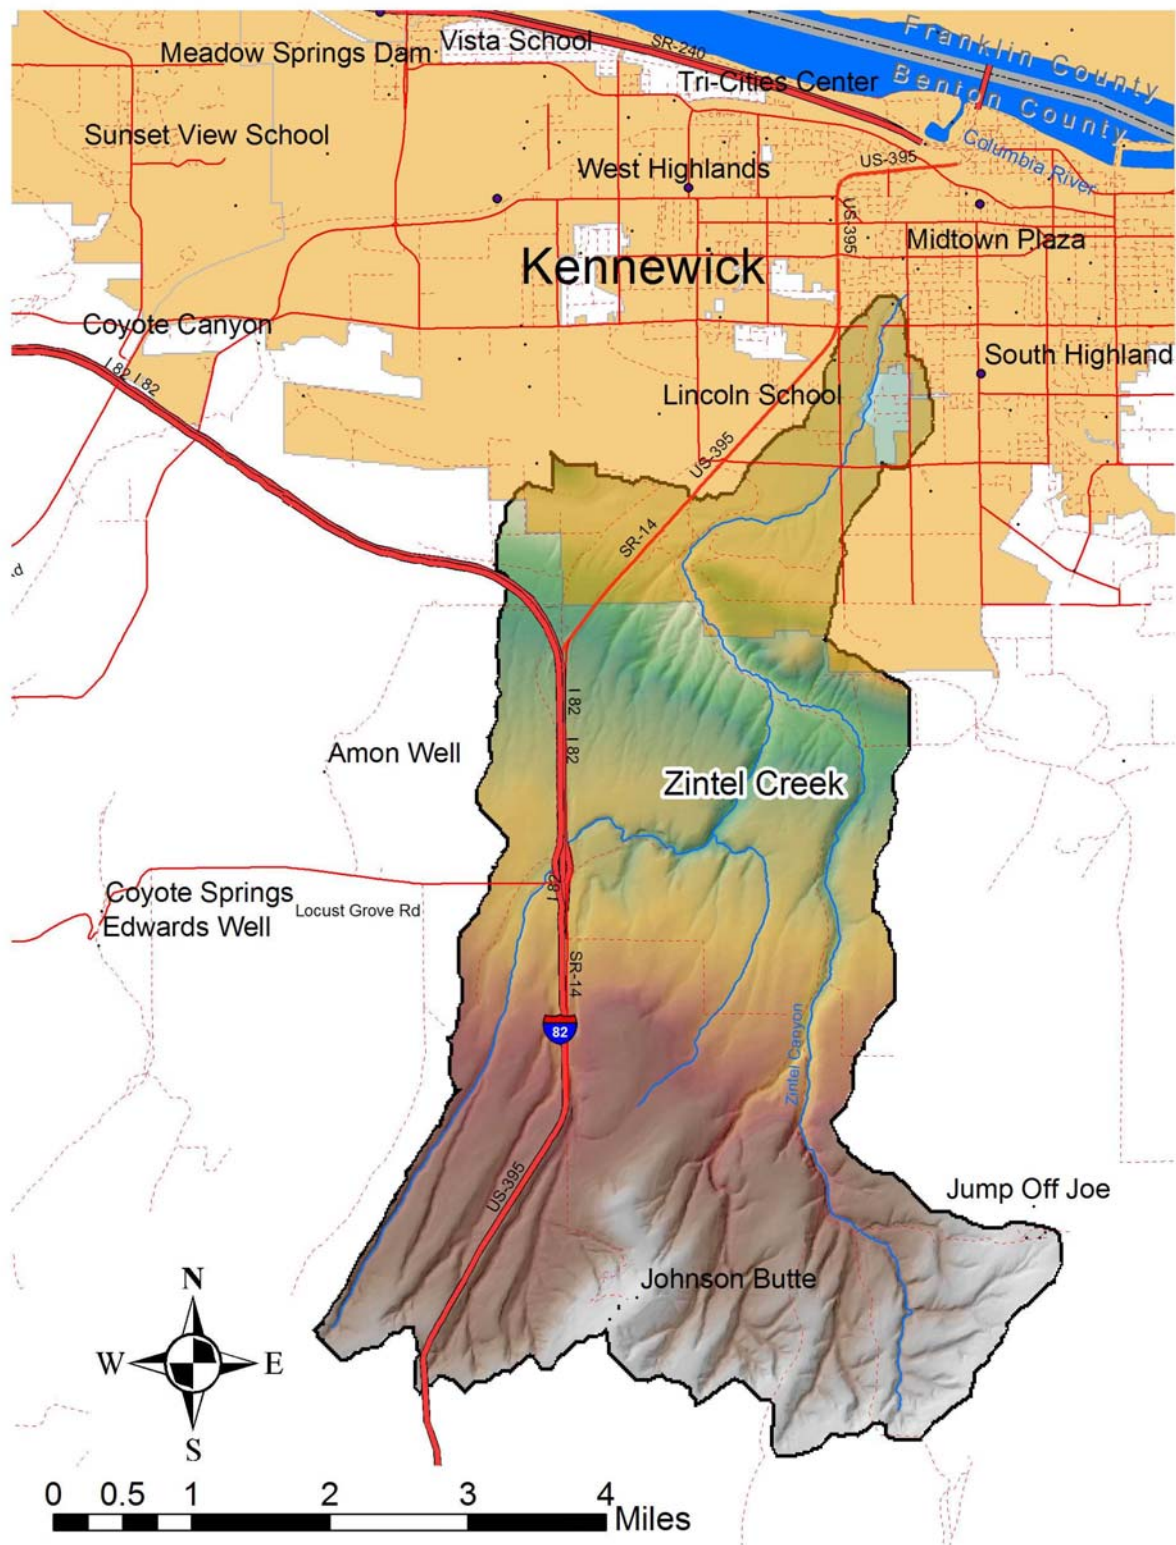 Franklin County
Meadow Springs Dam
Vista School
SR-240
Tri-Cities Center
Benton County
Sunset View School
Columbia River
West Highlands
US-395
US-395
Midtown Plaza
Kennewick
Coyote Canyon
South Highland
I 82 I 82
Lincoln School
US-395
SR-14
rd
I 82
I 82
Amon Well
Zintel Creek
Coyote Springs
I 82
Locust Grove Rd
Edwards Well
SR-14
82
Zintel Canyon
US-395
Jump Off Joe
Johnson Butte
N
W E
S
0 0.5 1 2 3 4
Miles